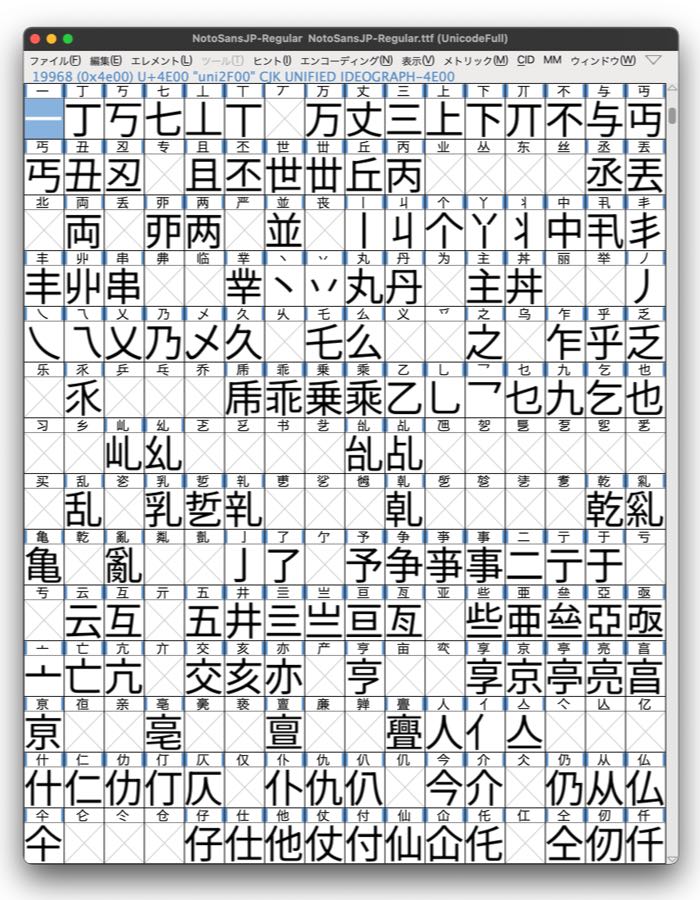 NotoSansJP-Regular NotoSansJP-Regular.ttf (UnicodeFull)
ファイル(F) 編集(E) エレメント(L) ツール(T) ヒント(I) エンコーディング(N) 表示(V) メトリック(M) CID MM ウィンドウ(W)
19968 (0x4e00) U+4E00 "uni2F00" CJK UNIFIED IDEOGRAPH-4E00
一 丁 丂 七 丄 丅 丆 万 丈 三 上 下 丌 不 与 丏
一 丁 丂 七 丄 丅 万 丈 三 上 下 丌 不 与 丏
丐 丑 丒 专 且 丕 世 丗 丘 丙 业 丛 东 丝 丞 丟
丐 丑 丒 且 丕 世 丗 丘 丙 丞 丟
丠 両 丢 丣 两 严 並 丧 丨 丩 个 丫 丬 中 丮 丯
両 丣 两 並 丨 丩 个 丫 丬 中 丮 丯
丰 丱 串 丳 临 丵 丶 丷 丸 丹 为 主 丼 丽 举 丿
丰 丱 串 丵 丶 丷 丸 丹 主 丼 丿
乀 乁 乂 乃 乄 久 乆 乇 么 义 乊 之 乌 乍 乎 乏
乀 乁 乂 乃 乄 久 乇 么 之 乍 乎 乏
乐 乑 乒 乓 乔 乕 乖 乗 乘 乙 乚 乛 乜 九 乞 也
乑 乕 乖 乗 乘 乙 乚 乛 乜 九 乞 也
习 乡 乢 乣 乤 乥 书 乧 乨 乩 乪 乫 乬 乭 乮 乯
乢 乣 乨 乩
买 乱 乲 乳 乴 乵 乶 乷 乸 乹 乺 乻 乼 乽 乾 乿
乱 乳 乴 乵 乹 乾 乿
亀 亁 亂 亃 亄 亅 了 亇 予 争 亊 事 二 亍 于 亏
亀 亂 亅 了 予 争 亊 事 二 亍 于
亐 云 互 亓 五 井 亖 亗 亘 亙 亚 些 亜 亝 亞 亟
云 互 五 井 亖 亗 亘 亙 些 亜 亝 亞 亟
亠 亡 亢 亣 交 亥 亦 产 亨 亩 亪 享 京 亭 亮 亯
亠 亡 亢 交 亥 亦 亨 享 京 亭 亮 亯
亰 亱 亲 亳 亴 亵 亶 亷 亸 亹 人 亻 亼 亽 亾 亿
亰 亳 亶 亹 人 亻 亼
什 仁 仂 仃 仄 仅 仆 仇 仈 仉 今 介 仌 仍 从 仏
什 仁 仂 仃 仄 仆 仇 仈 今 介 仍 从 仏
仐 仑 仒 仓 仔 仕 他 仗 付 仙 仚 仛 仜 仝 仞 仟
仐 仔 仕 他 仗 付 仙 仚 仛 仝 仞 仟